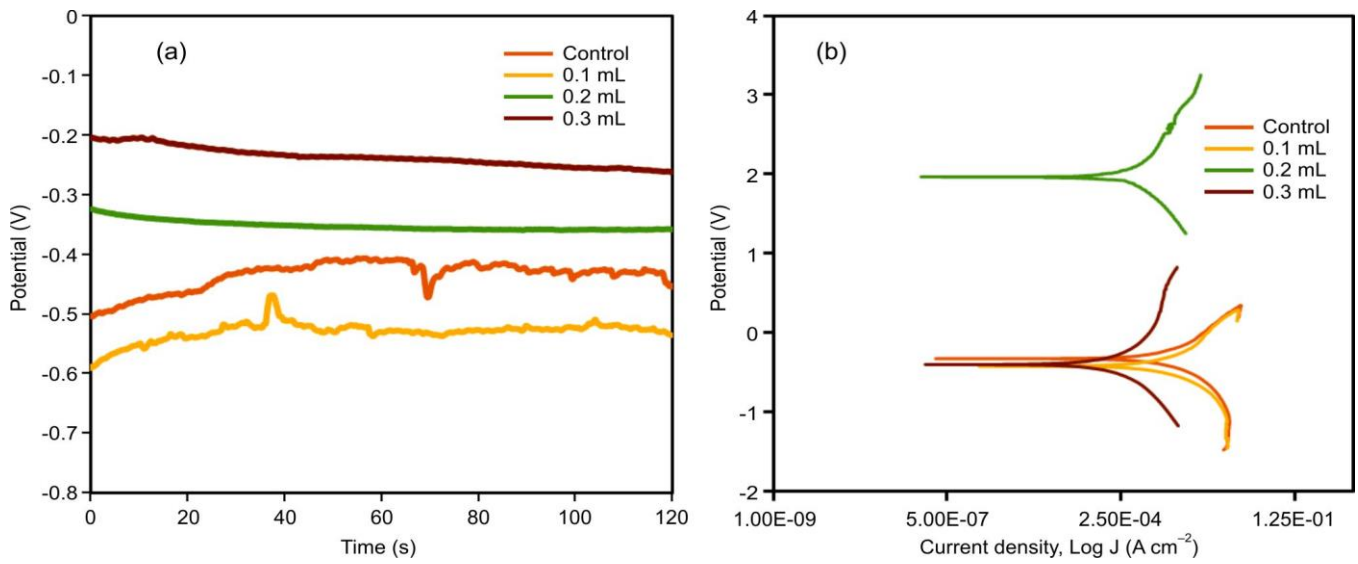 (a)
Control
0.1 mL
0.2 mL
0.3 mL
Potential (V)
0
-0.1
-0.2
-0.3
-0.4
-0.5
-0.6
-0.7
-0.8
0 20 40 60 80 100 120
Time (s)
(b)
Control
0.1 mL
0.2 mL
0.3 mL
Potential (V)
4
3
2
1
0
-1
-2
1.00E-09 5.00E-07 2.50E-04 1.25E-01
Current density, Log J (A cm⁻²)